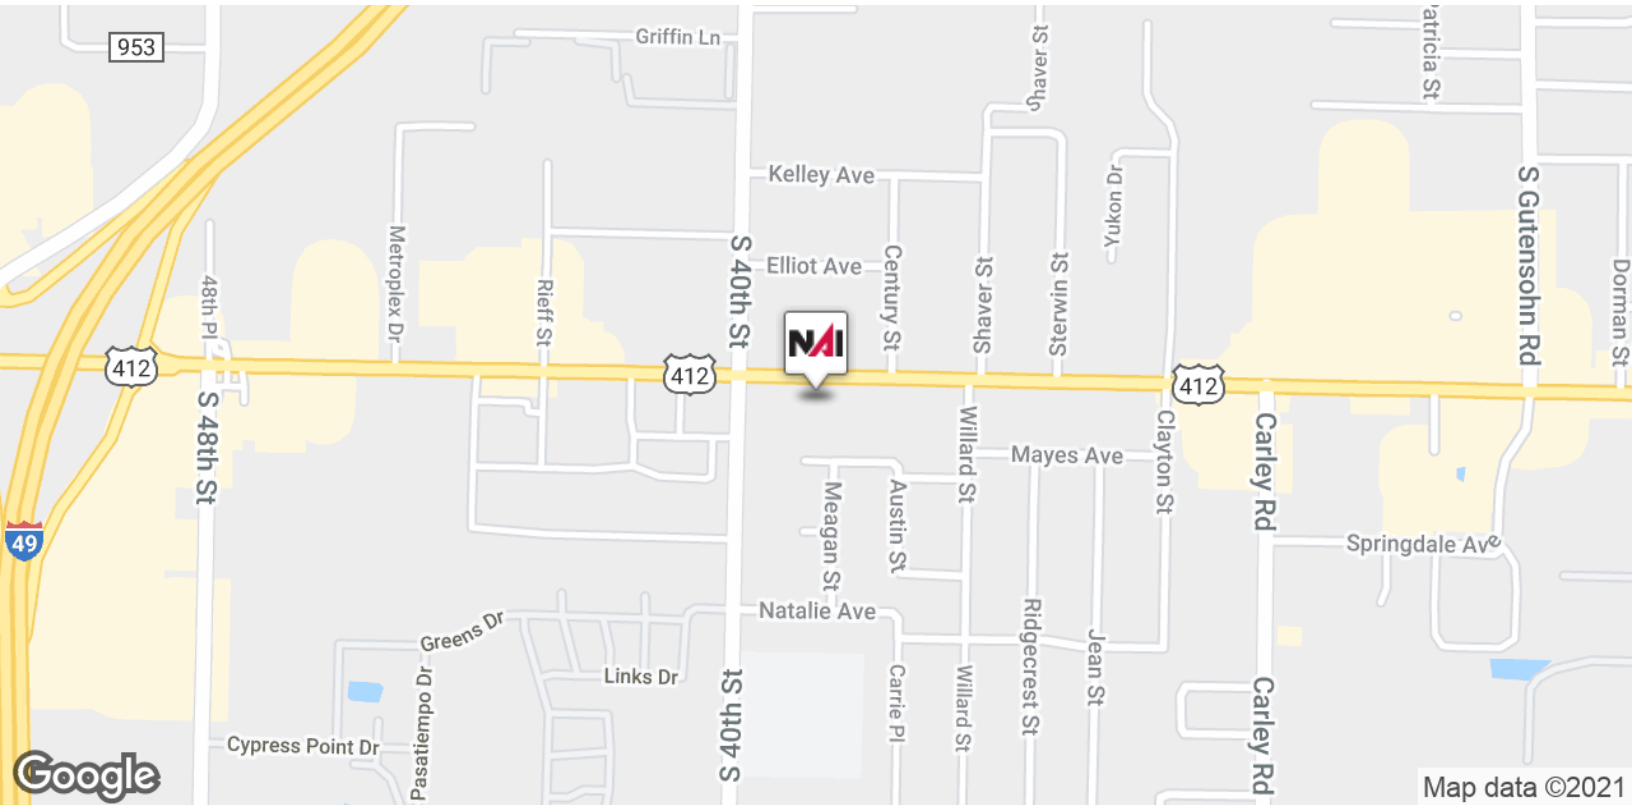 953
Griffin Ln
Shaver St
Patricia St
Kelley Ave
Yukon Dr
S Gutensohn Rd
Metroplex Dr
48th Pl
Rieff St
S 40th St
Elliot Ave
Century St
Shaver St
Sterwin St
Dorman St
NAI
412
412
412
S 48th St
Willard St
Mayes Ave
Clayton St
Carley Rd
Meagan St
Austin St
49
Springdale Ave
Natalie Ave
Greens Dr
Ridgecrest St
Jean St
Links Dr
Pasatiempo Dr
S 40th St
Carrie Pl
Willard St
Carley Rd
Cypress Point Dr
Google
Map data ©2021